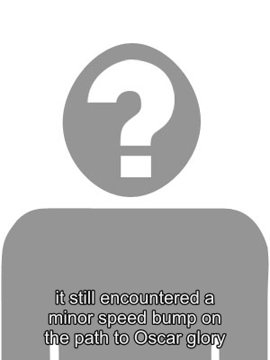 ?
it still encountered a
minor speed bump on
the path to Oscar glory